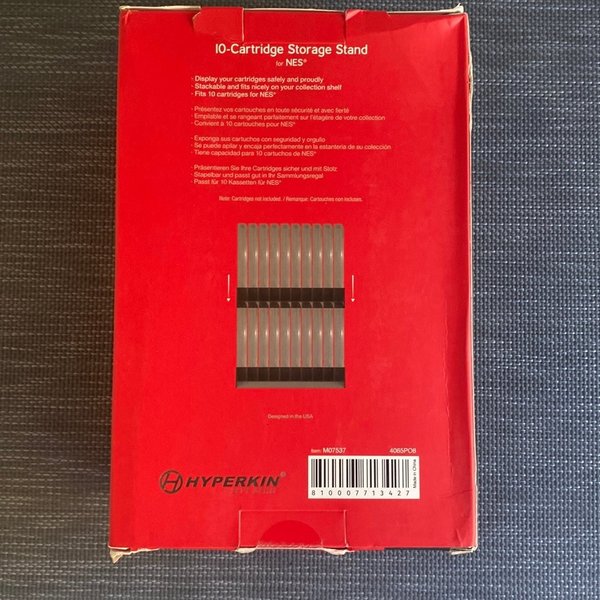 10-Cartridge Storage Stand
for NES®
· Display your cartridges safely and proudly
· Stackable and fits nicely on your collection shelf
· Fits 10 cartridges for NES®
· Présentez vos cartouches en toute sécurité et avec fierté
· Empilable et se rangeant parfaitement sur l'étagère de votre collection
· Convient à 10 cartouches pour NES®
· Exponga sus cartuchos con seguridad y orgullo
· Se puede apilar y encaja perfectamente en la estantería de su colección
· Tiene capacidad para 10 cartuchos de NES®
· Präsentieren Sie Ihre Cartridges sicher und mit Stolz
· Stapelbar und passt gut in Ihr Sammlungsregal
· Passt für 10 Kassetten für NES®
Note: Cartridges not included. / Remarque: Cartouches non incluses.
Designed in the USA
Item: M07537 4065PO8
HYPERKIN®
810007713427
Made in China